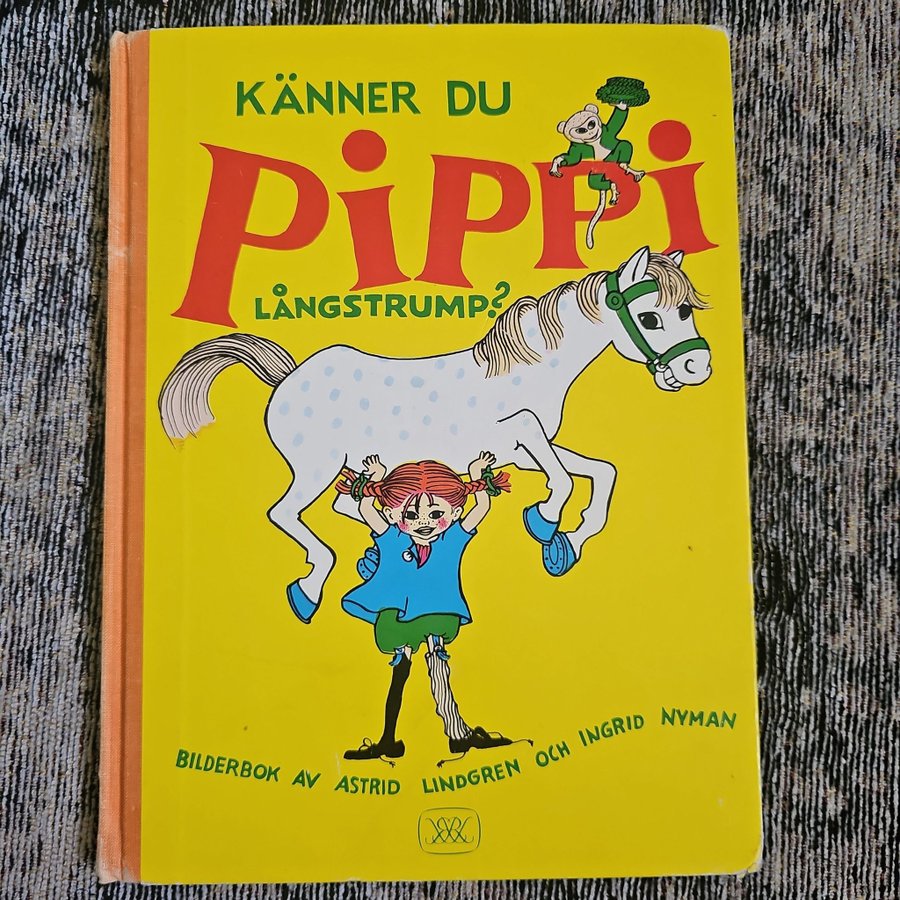 KÄNNER DU
PiPPi
LÅNGSTRUMP?
BILDERBOK AV ASTRID LINDGREN OCH INGRID NYMAN